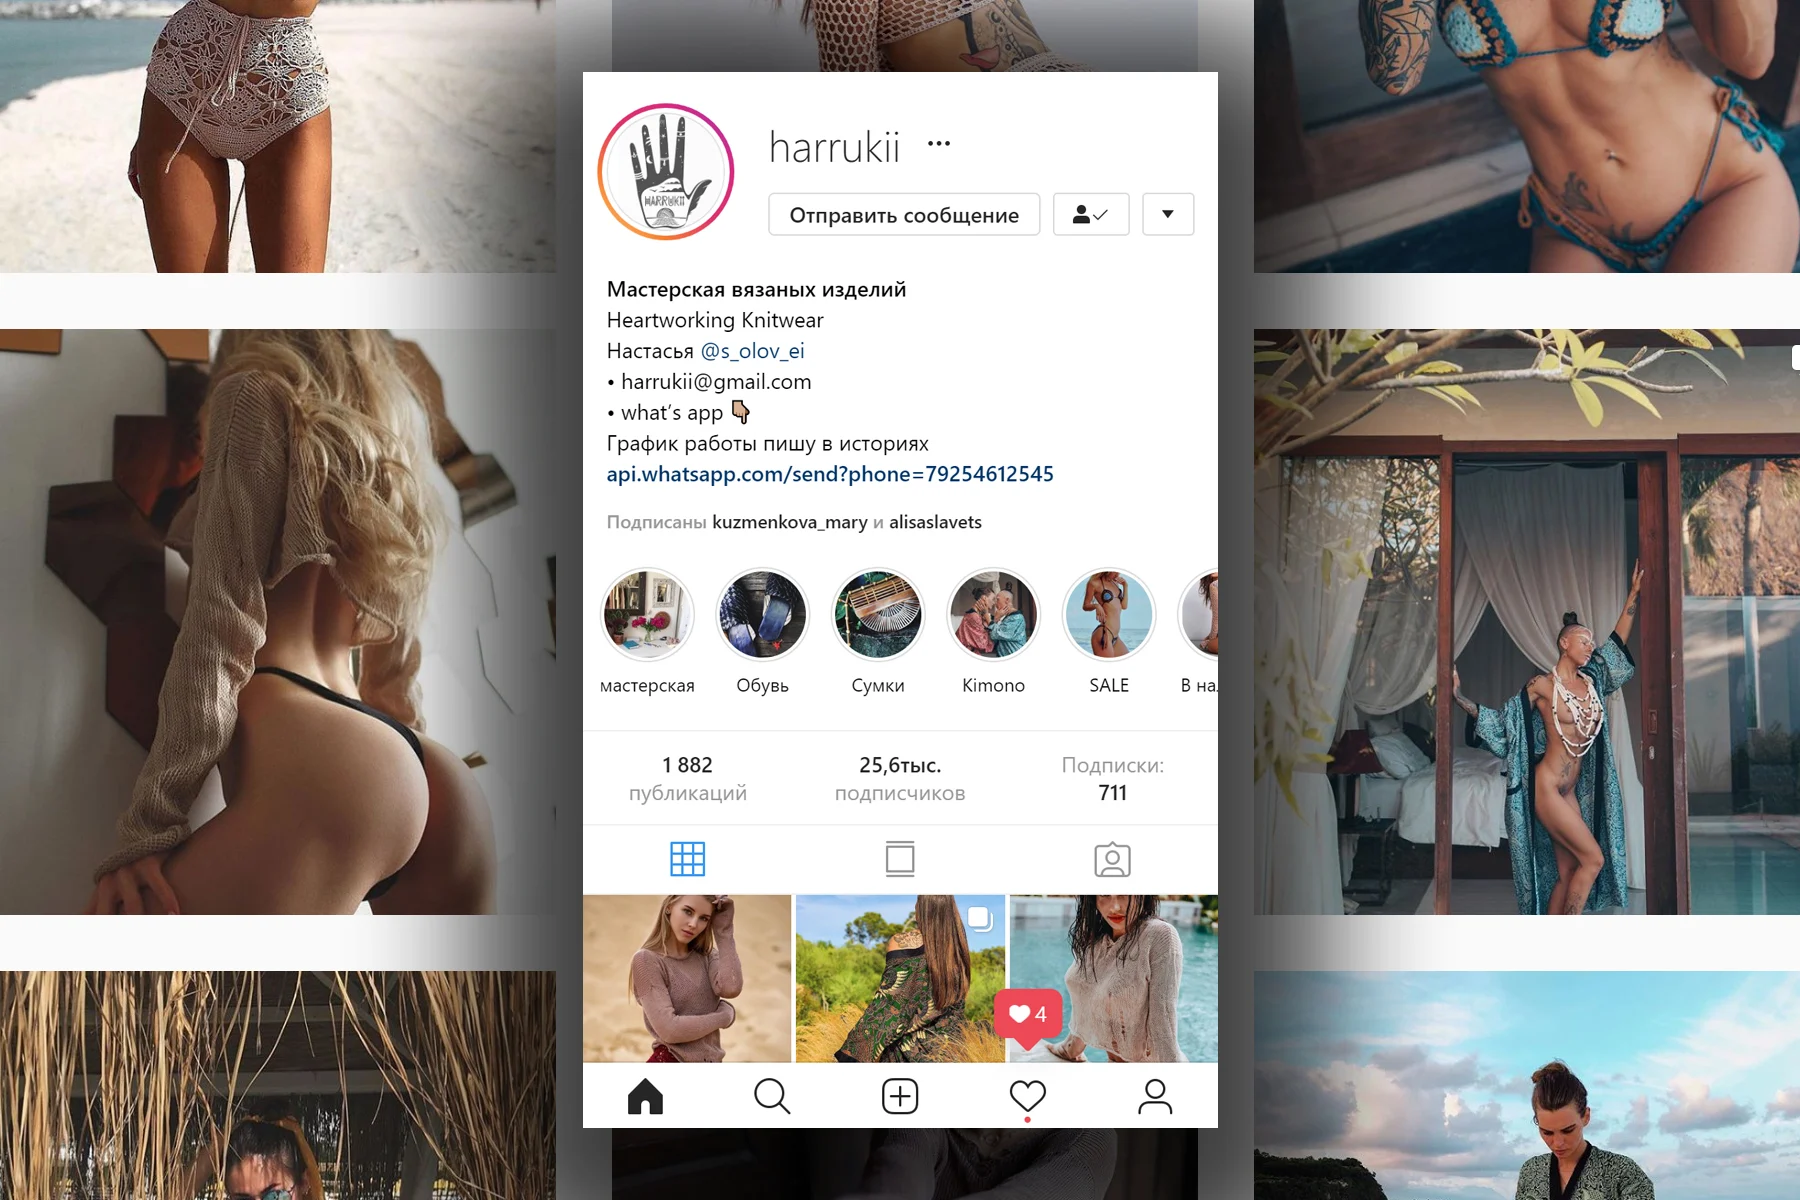 harrukii
HARRUKII
Отправить сообщение
Мастерская вязаных изделий
Heartworking Knitwear
Настасья @s_olov_ei
• harrukii@gmail.com
• what's app
График работы пишу в историях
api.whatsapp.com/send?phone=79254612545
Подписаны kuzmenkova_mary и alisaslavets
мастерская Обувь Сумки Kimono SALE В на
1 882 25,6тыс. Подписки:
публикаций подписчиков 711
4